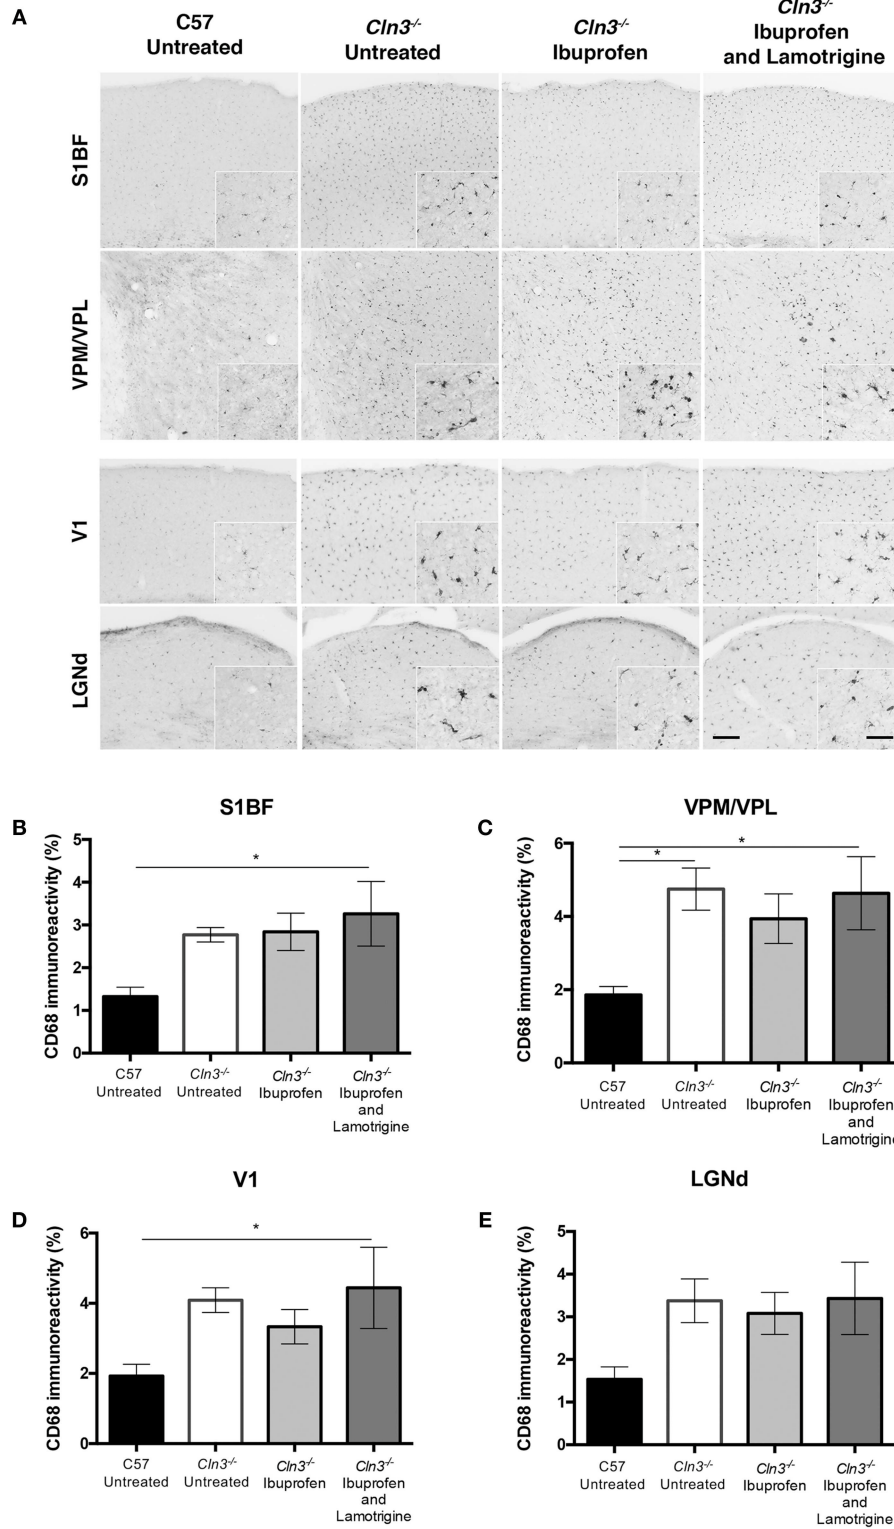 A
C57
Untreated
Cln3-/-
Untreated
Cln3-/-
Ibuprofen
Cln3-/-
Ibuprofen
and Lamotrigine
S1BF
VPM/VPL
V1
LGNd
B
S1BF
CD68 immunoreactivity (%)
5
4
3
2
1
0
*
C57
Untreated
Cln3-/-
Untreated
Cln3-/-
Ibuprofen
Cln3-/-
Ibuprofen
and
Lamotrigine
C
VPM/VPL
CD68 immunoreactivity (%)
6
4
2
0
*
*
C57
Untreated
Cln3-/-
Untreated
Cln3-/-
Ibuprofen
Cln3-/-
Ibuprofen
and
Lamotrigine
D
V1
CD68 immunoreactivity (%)
6
4
2
0
*
C57
Untreated
Cln3-/-
Untreated
Cln3-/-
Ibuprofen
Cln3-/-
Ibuprofen
and
Lamotrigine
E
LGNd
CD68 immunoreactivity (%)
5
4
3
2
1
0
C57
Untreated
Cln3-/-
Untreated
Cln3-/-
Ibuprofen
Cln3-/-
Ibuprofen
and
Lamotrigine